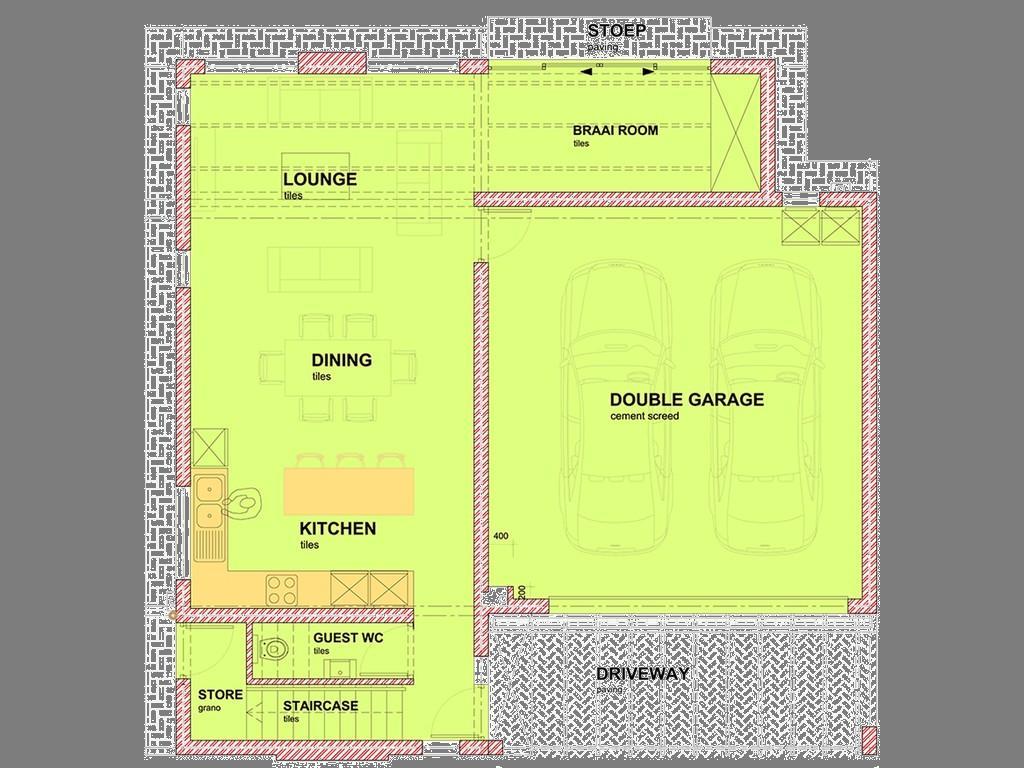 STOEP
paving
BRAAI ROOM
tiles
LOUNGE
tiles
DINING
tiles
DOUBLE GARAGE
cement screed
KITCHEN
tiles
400
200
GUEST WC
tiles
DRIVEWAY
paving
STORE
grano
STAIRCASE
tiles